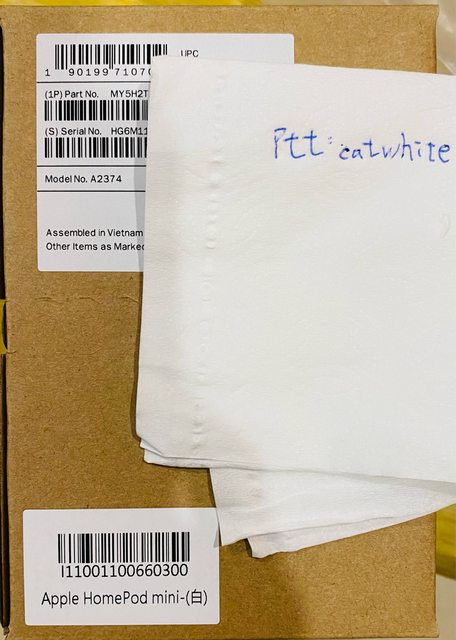 UPC
1 90199 7107
(1P) Part No. MY5H2T
(S) Serial No. HG6M11
Model No. A2374
Assembled in Vietnam
Other Items as Marked
Ptt:catwhite
I11001100660300
Apple HomePod mini-(白)